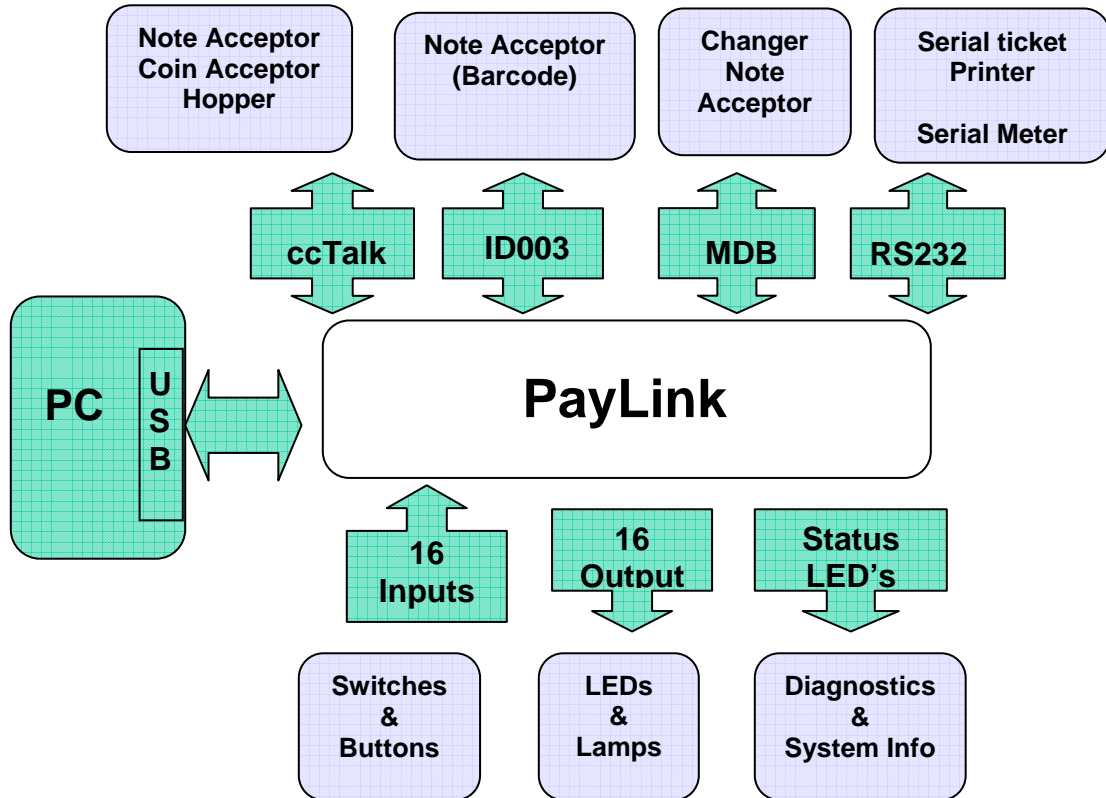 Note Acceptor
Coin Acceptor
Hopper
Note Acceptor
(Barcode)
Changer
Note
Acceptor
Serial ticket
Printer
Serial Meter
ccTalk
ID003
MDB
RS232
PC
U
S
B
PayLink
16
Inputs
16
Output
Status
LED’s
Switches
&
Buttons
LEDs
&
Lamps
Diagnostics
&
System Info